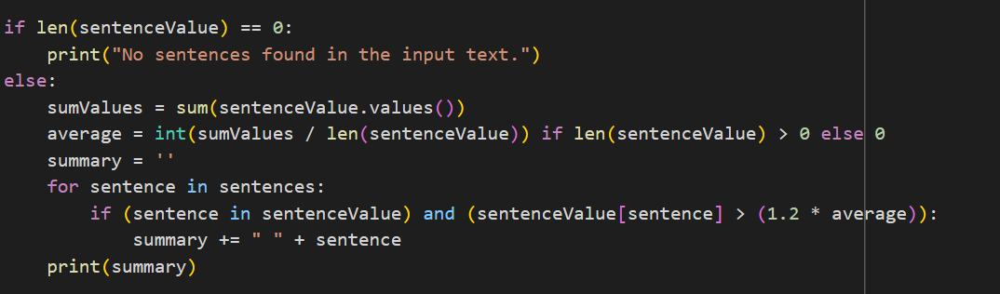 if len(sentenceValue) == 0:
    print("No sentences found in the input text.")
else:
    sumValues = sum(sentenceValue.values())
    average = int(sumValues / len(sentenceValue)) if len(sentenceValue) > 0 else 0
    summary = ''
    for sentence in sentences:
        if (sentence in sentenceValue) and (sentenceValue[sentence] > (1.2 * average)):
            summary += " " + sentence
    print(summary)